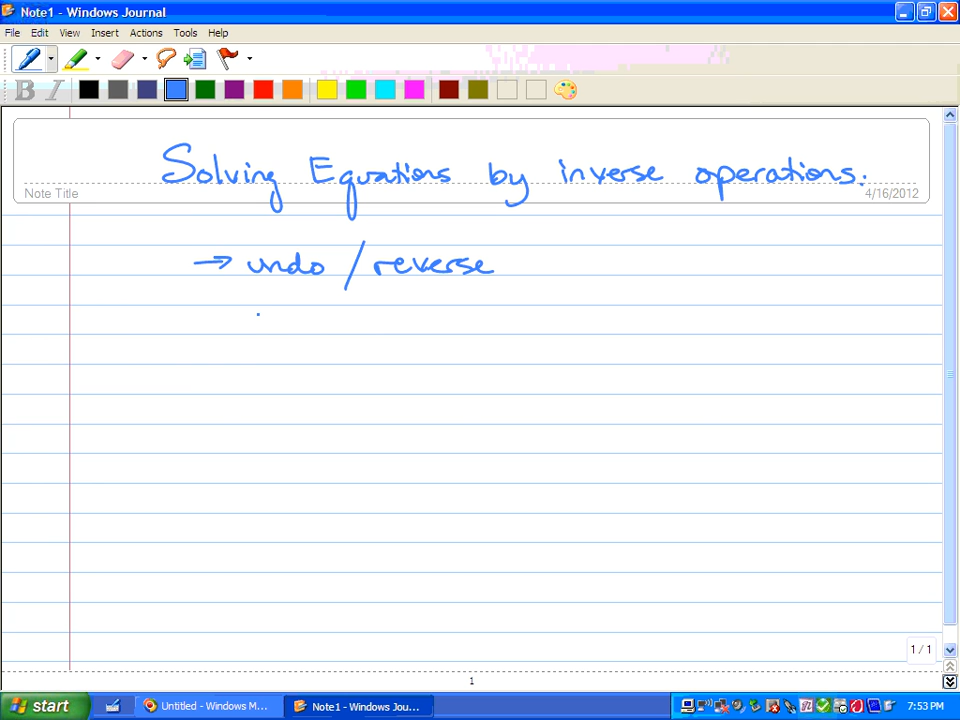 Note1 - Windows Journal
File Edit View Insert Actions Tools Help
B I
Solving Equations by inverse operations.
Note Title
4/16/2012
→ undo / reverse
1 / 1
1
start
Untitled - Windows M...
Note1 - Windows Jou...
7:53 PM